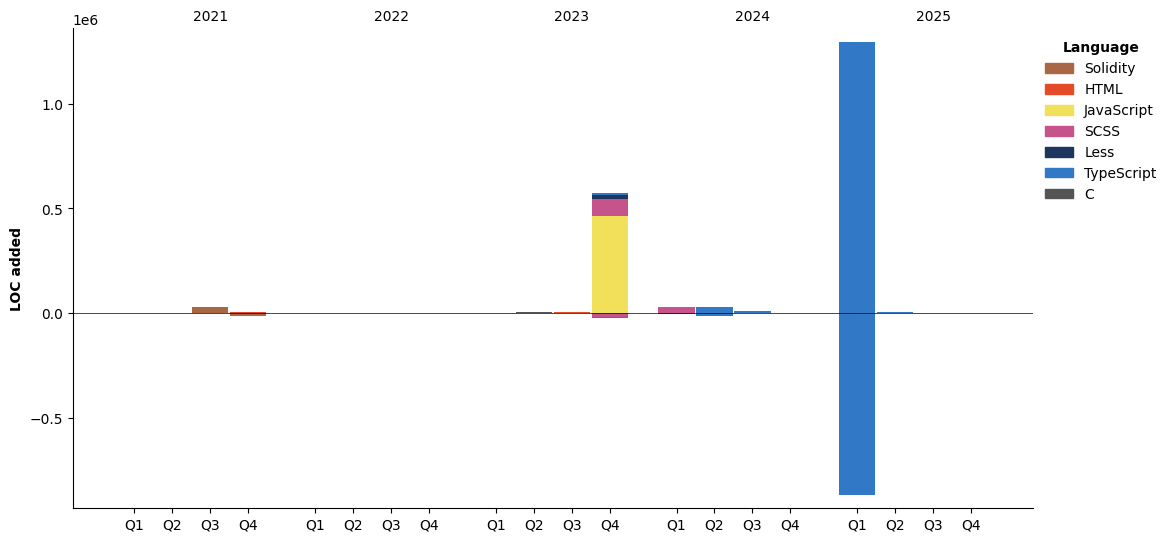 1e6
2021 2022 2023 2024 2025
Language
Solidity
HTML
JavaScript
SCSS
Less
TypeScript
C
LOC added
1.0
0.5
0.0
−0.5
Q1 Q2 Q3 Q4 Q1 Q2 Q3 Q4 Q1 Q2 Q3 Q4 Q1 Q2 Q3 Q4 Q1 Q2 Q3 Q4